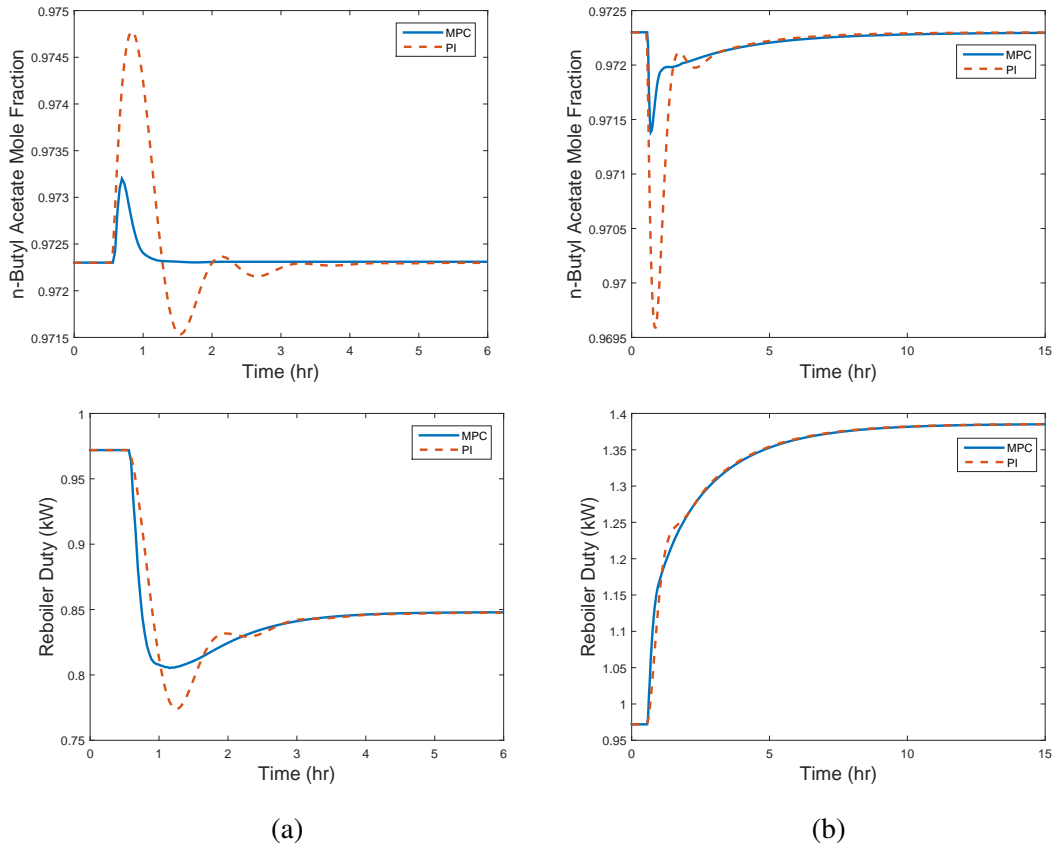 n-Butyl Acetate Mole Fraction
0.975
0.9745
0.974
0.9735
0.973
0.9725
0.972
0.9715
0 1 2 3 4 5 6
Time (hr)
MPC
PI
n-Butyl Acetate Mole Fraction
0.9725
0.972
0.9715
0.971
0.9705
0.97
0.9695
0 5 10 15
Time (hr)
MPC
PI
Reboiler Duty (kW)
1
0.95
0.9
0.85
0.8
0.75
0 1 2 3 4 5 6
Time (hr)
MPC
PI
Reboiler Duty (kW)
1.4
1.35
1.3
1.25
1.2
1.15
1.1
1.05
1
0.95
0 5 10 15
Time (hr)
MPC
PI
(a)
(b)